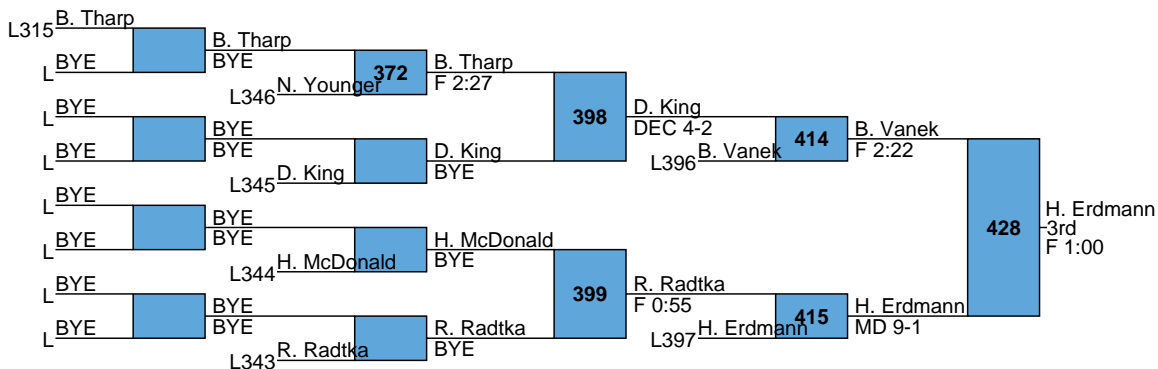 B. Tharp
L315
B. Tharp
BYE
BYE
L
B. Tharp
F 2:27
372
N. Younger
L346
BYE
L
D. King
DEC 4-2
398
BYE
BYE
BYE
L
D. King
BYE
D. King
L345
B. Vanek
F 2:22
414
B. Vanek
L396
BYE
L
BYE
BYE
BYE
L
H. McDonald
BYE
H. McDonald
L344
H. Erdmann
3rd
F 1:00
428
BYE
L
R. Radtka
F 0:55
399
BYE
BYE
BYE
L
R. Radtka
BYE
R. Radtka
L343
H. Erdmann
MD 9-1
415
H. Erdmann
L397